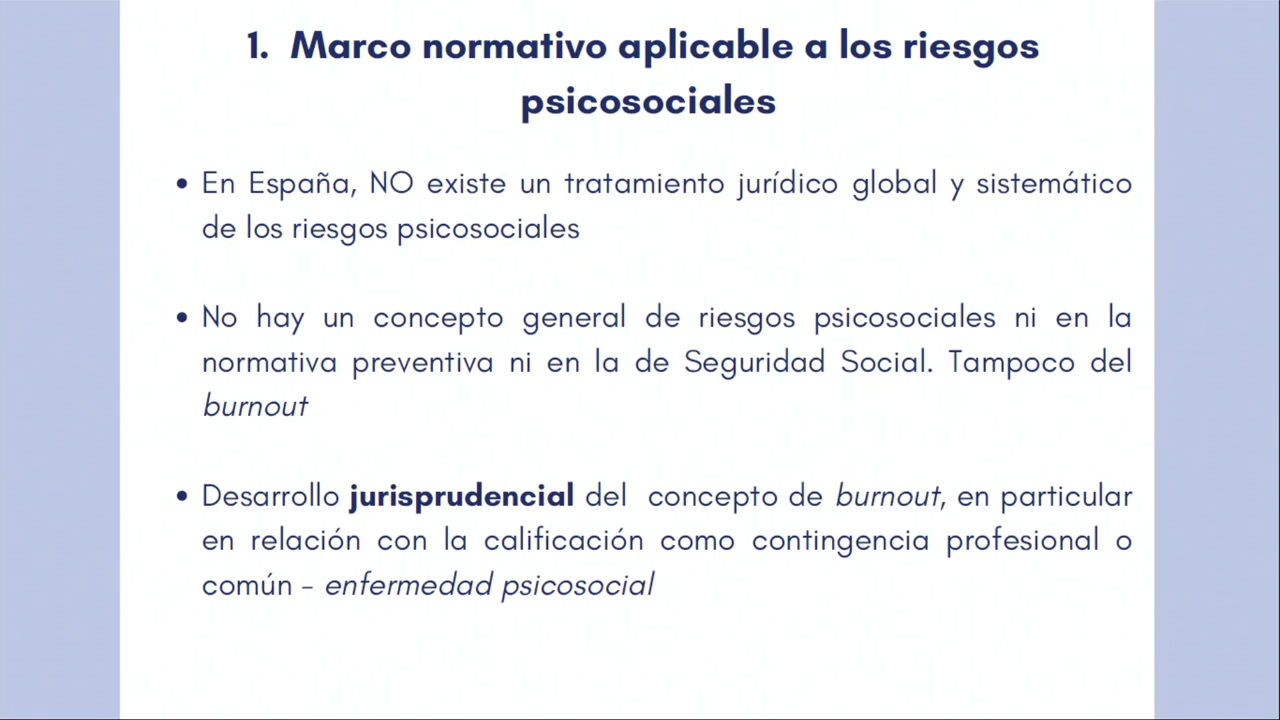 1. Marco normativo aplicable a los riesgos
psicosociales
• En España, NO existe un tratamiento jurídico global y sistemático
de los riesgos psicosociales
• No hay un concepto general de riesgos psicosociales ni en la
normativa preventiva ni en la de Seguridad Social. Tampoco del
burnout
• Desarrollo jurisprudencial del concepto de burnout, en particular
en relación con la calificación como contingencia profesional o
común - enfermedad psicosocial